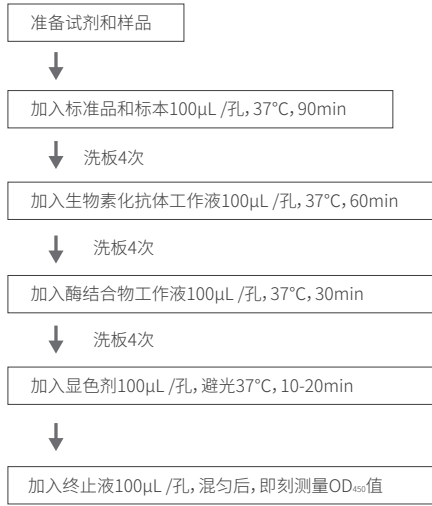 准备试剂和样品
加入标准品和标本100μL /孔, 37°C, 90min
洗板4次
加入生物素化抗体工作液100μL /孔, 37°C, 60min
洗板4次
加入酶结合物工作液100μL /孔, 37°C, 30min
洗板4次
加入显色剂100μL /孔, 避光37°C, 10-20min
加入终止液100μL /孔, 混匀后, 即刻测量OD₄₅₀值